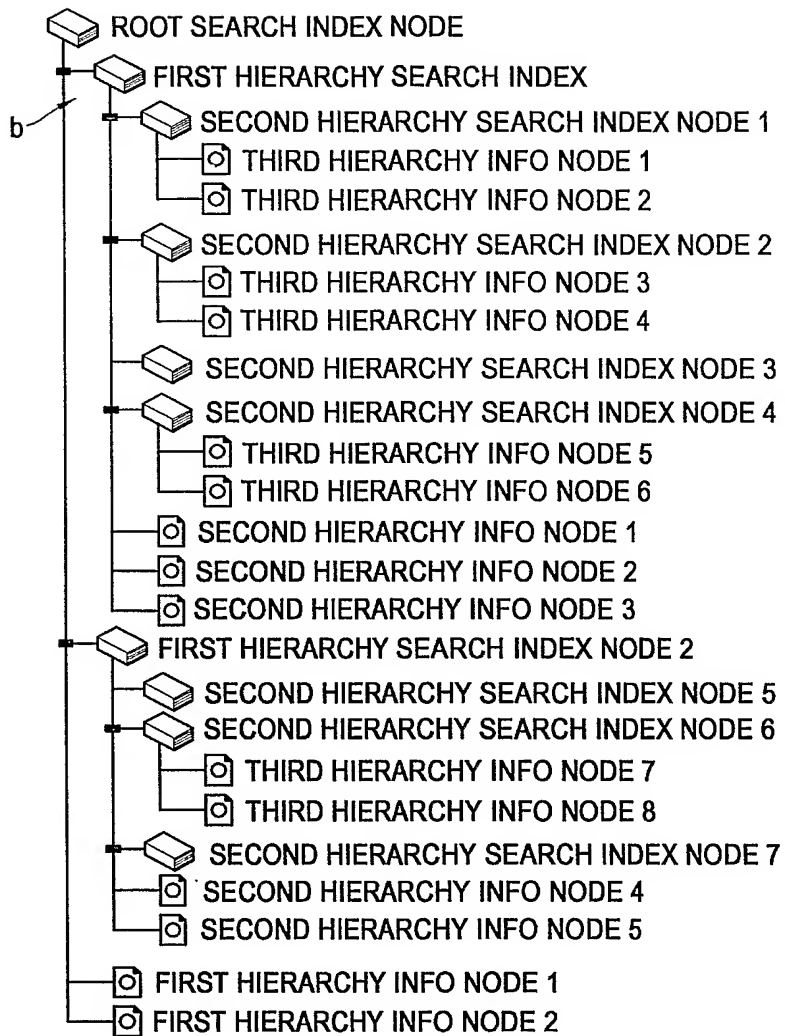 ROOT SEARCH INDEX NODE
FIRST HIERARCHY SEARCH INDEX
b
SECOND HIERARCHY SEARCH INDEX NODE 1
THIRD HIERARCHY INFO NODE 1
THIRD HIERARCHY INFO NODE 2
SECOND HIERARCHY SEARCH INDEX NODE 2
THIRD HIERARCHY INFO NODE 3
THIRD HIERARCHY INFO NODE 4
SECOND HIERARCHY SEARCH INDEX NODE 3
SECOND HIERARCHY SEARCH INDEX NODE 4
THIRD HIERARCHY INFO NODE 5
THIRD HIERARCHY INFO NODE 6
SECOND HIERARCHY INFO NODE 1
SECOND HIERARCHY INFO NODE 2
SECOND HIERARCHY INFO NODE 3
FIRST HIERARCHY SEARCH INDEX NODE 2
SECOND HIERARCHY SEARCH INDEX NODE 5
SECOND HIERARCHY SEARCH INDEX NODE 6
THIRD HIERARCHY INFO NODE 7
THIRD HIERARCHY INFO NODE 8
SECOND HIERARCHY SEARCH INDEX NODE 7
SECOND HIERARCHY INFO NODE 4
SECOND HIERARCHY INFO NODE 5
FIRST HIERARCHY INFO NODE 1
FIRST HIERARCHY INFO NODE 2